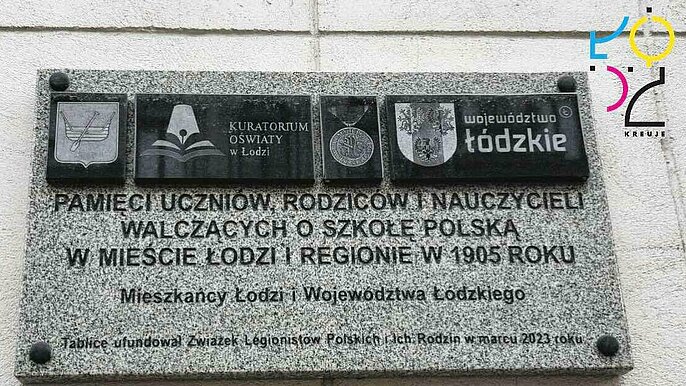 ŁÓDŹ
KREUJE
KURATORIUM
OŚWIATY
w Łodzi
województwo
łódzkie ©
PAMIĘCI UCZNIÓW, RODZICÓW I NAUCZYCIELI
WALCZĄCYCH O SZKOŁĘ POLSKĄ
W MIEŚCIE ŁODZI I REGIONIE W 1905 ROKU
Mieszkańcy Łodzi i Województwa Łódzkiego
Tablicę ufundował Związek Legionistów Polskich i Ich Rodzin w marcu 2023 roku